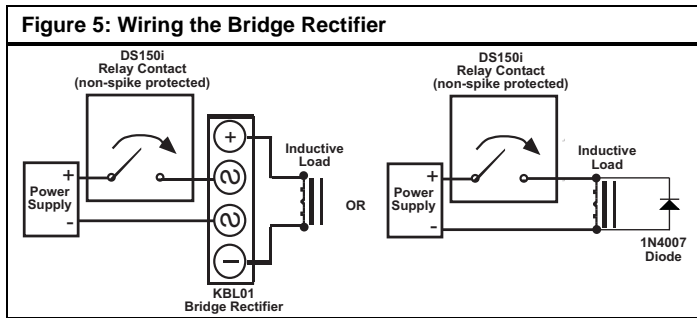 Figure 5: Wiring the Bridge Rectifier
DS150i
Relay Contact
(non-spike protected)
+
Power
Supply
-
+
~
~
-
KBL01
Bridge Rectifier
Inductive
Load
OR
DS150i
Relay Contact
(non-spike protected)
+
Power
Supply
-
Inductive
Load
1N4007
Diode